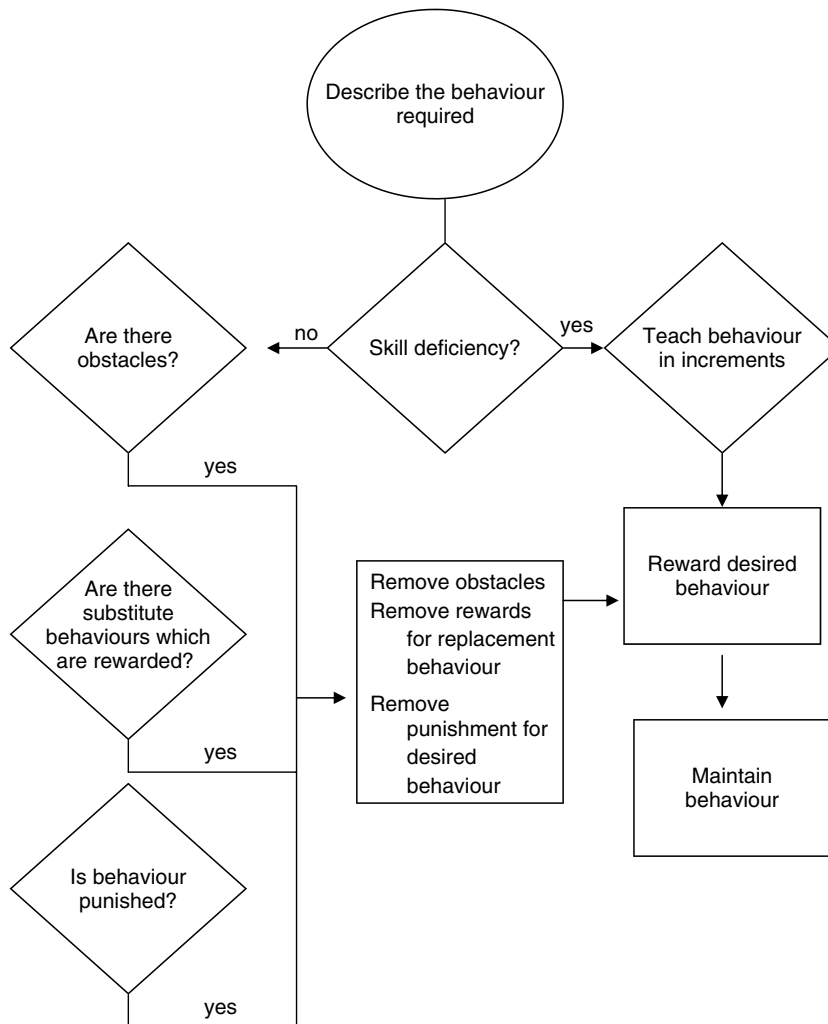 Describe the behaviour
required
Skill deficiency?
no
yes
Are there
obstacles?
Teach behaviour
in increments
yes
Are there
substitute
behaviours which
are rewarded?
yes
Is behaviour
punished?
yes
Remove obstacles
Remove rewards
for replacement
behaviour
Remove
punishment for
desired
behaviour
Reward desired
behaviour
Maintain
behaviour